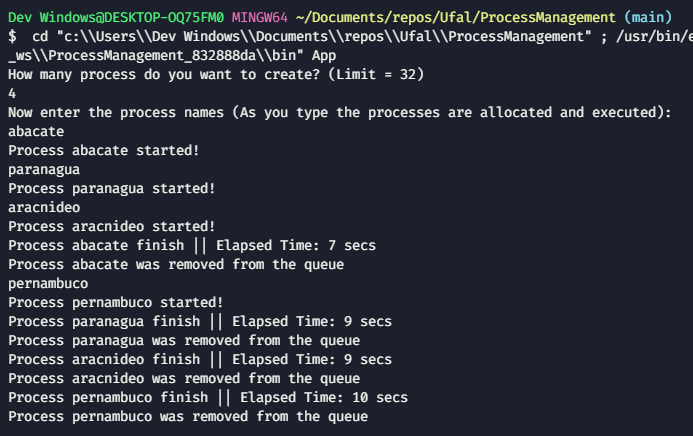 Dev Windows@DESKTOP-OQ75FM0 MINGW64 ~/Documents/repos/Ufal/ProcessManagement (main)
$  cd "c:\\Users\\Dev Windows\\Documents\\repos\\Ufal\\ProcessManagement" ; /usr/bin/e
_ws\\ProcessManagement_832888da\\bin" App
How many process do you want to create? (Limit = 32)
4
Now enter the process names (As you type the processes are allocated and executed):
abacate
Process abacate started!
paranagua
Process paranagua started!
aracnideo
Process aracnideo started!
Process abacate finish || Elapsed Time: 7 secs
Process abacate was removed from the queue
pernambuco
Process pernambuco started!
Process paranagua finish || Elapsed Time: 9 secs
Process paranagua was removed from the queue
Process aracnideo finish || Elapsed Time: 9 secs
Process aracnideo was removed from the queue
Process pernambuco finish || Elapsed Time: 10 secs
Process pernambuco was removed from the queue